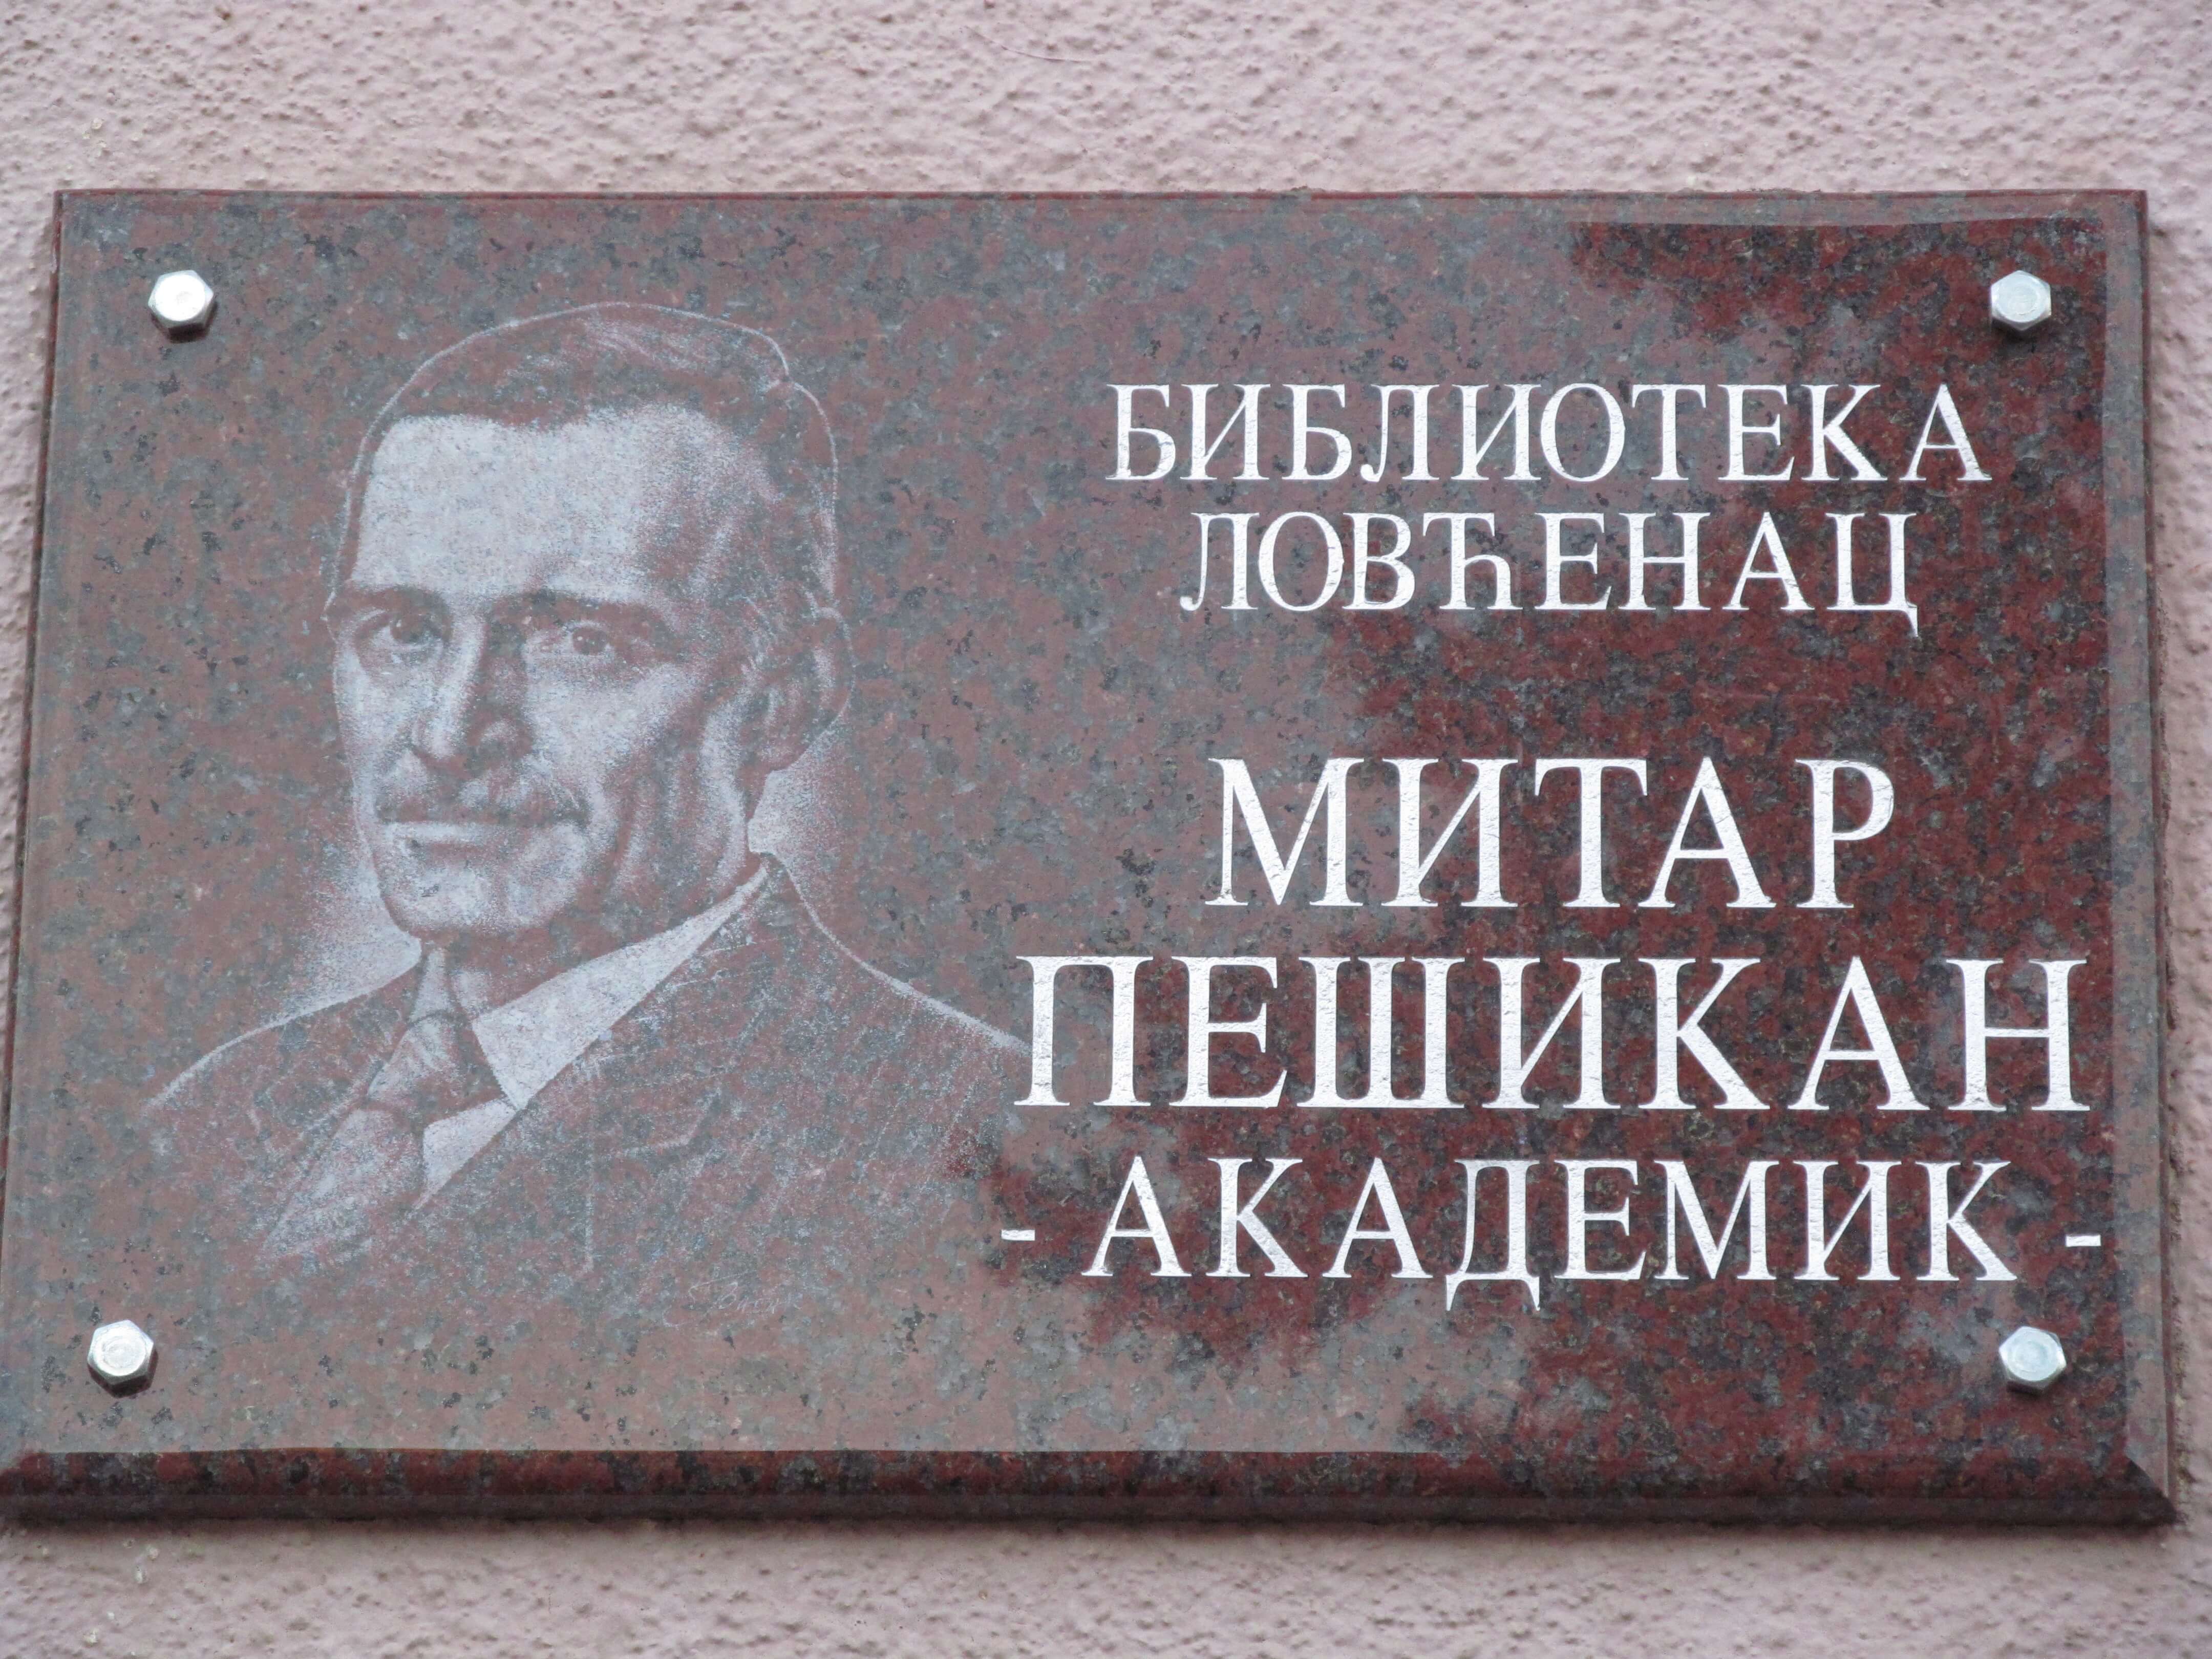 БИБЛИОТЕКА
ЛОВЋЕНАЦ
МИТАР
ПЕШИКАН
- АКАДЕМИК -